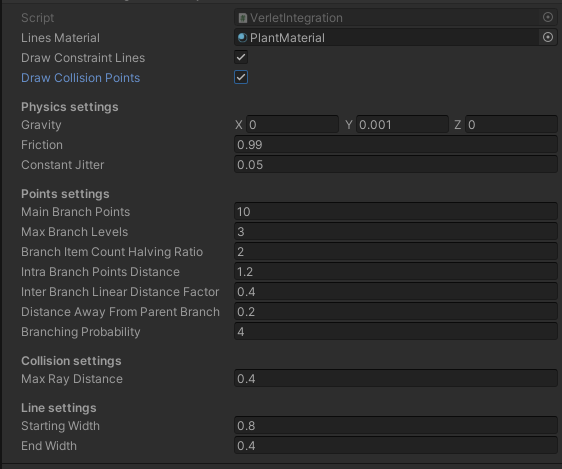 Script VerletIntegration
Lines Material PlantMaterial
Draw Constraint Lines
Draw Collision Points
Physics settings
Gravity X 0 Y 0.001 Z 0
Friction 0.99
Constant Jitter 0.05
Points settings
Main Branch Points 10
Max Branch Levels 3
Branch Item Count Halving Ratio 2
Intra Branch Points Distance 1.2
Inter Branch Linear Distance Factor 0.4
Distance Away From Parent Branch 0.2
Branching Probability 4
Collision settings
Max Ray Distance 0.4
Line settings
Starting Width 0.8
End Width 0.4